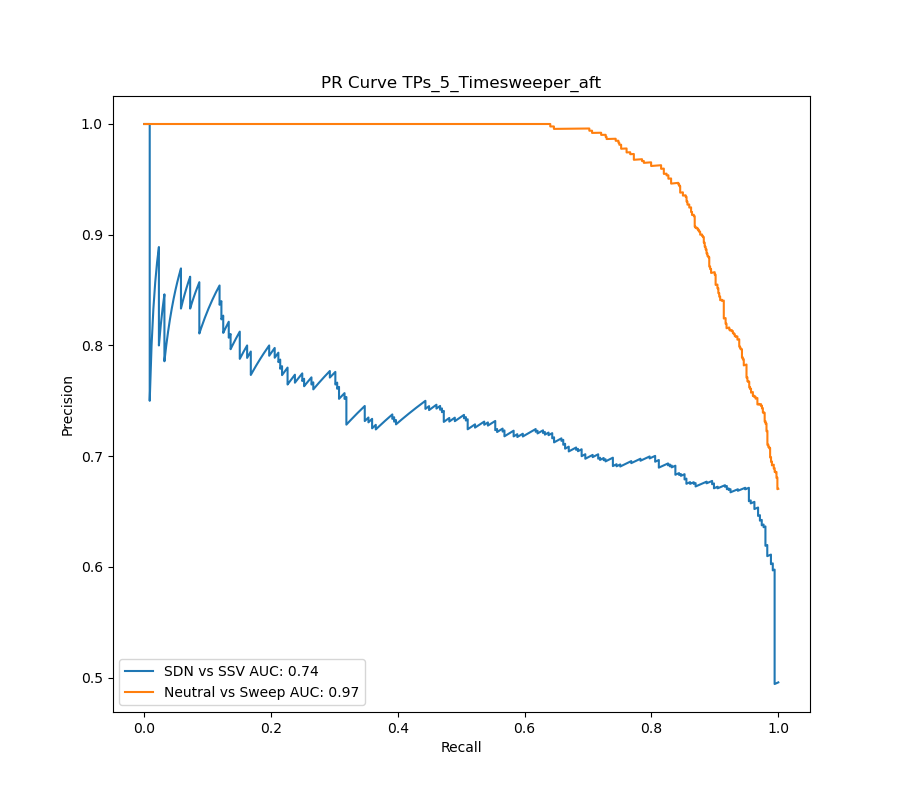 PR Curve TPs_5_Timesweeper_aft
1.0
0.9
0.8
0.7
0.6
0.5
Precision
SDN vs SSV AUC: 0.74
Neutral vs Sweep AUC: 0.97
0.0 0.2 0.4 0.6 0.8 1.0
Recall